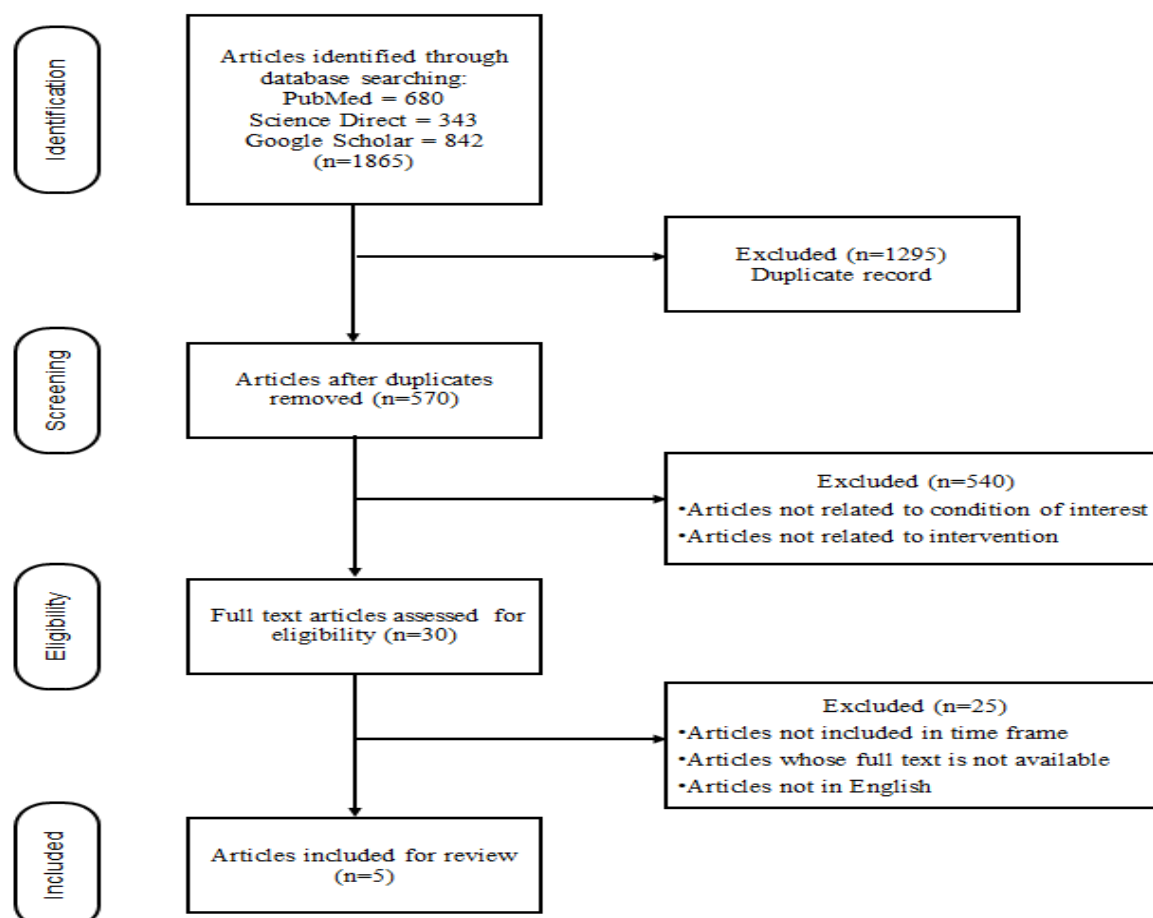 Identification
Articles identified through
database searching:
PubMed = 680
Science Direct = 343
Google Scholar = 842
(n=1865)
Excluded (n=1295)
Duplicate record
Screening
Articles after duplicates
removed (n=570)
Excluded (n=540)
•Articles not related to condition of interest
•Articles not related to intervention
Eligibility
Full text articles assessed for
eligibility (n=30)
Excluded (n=25)
•Articles not included in time frame
•Articles whose full text is not available
•Articles not in English
Included
Articles included for review
(n=5)